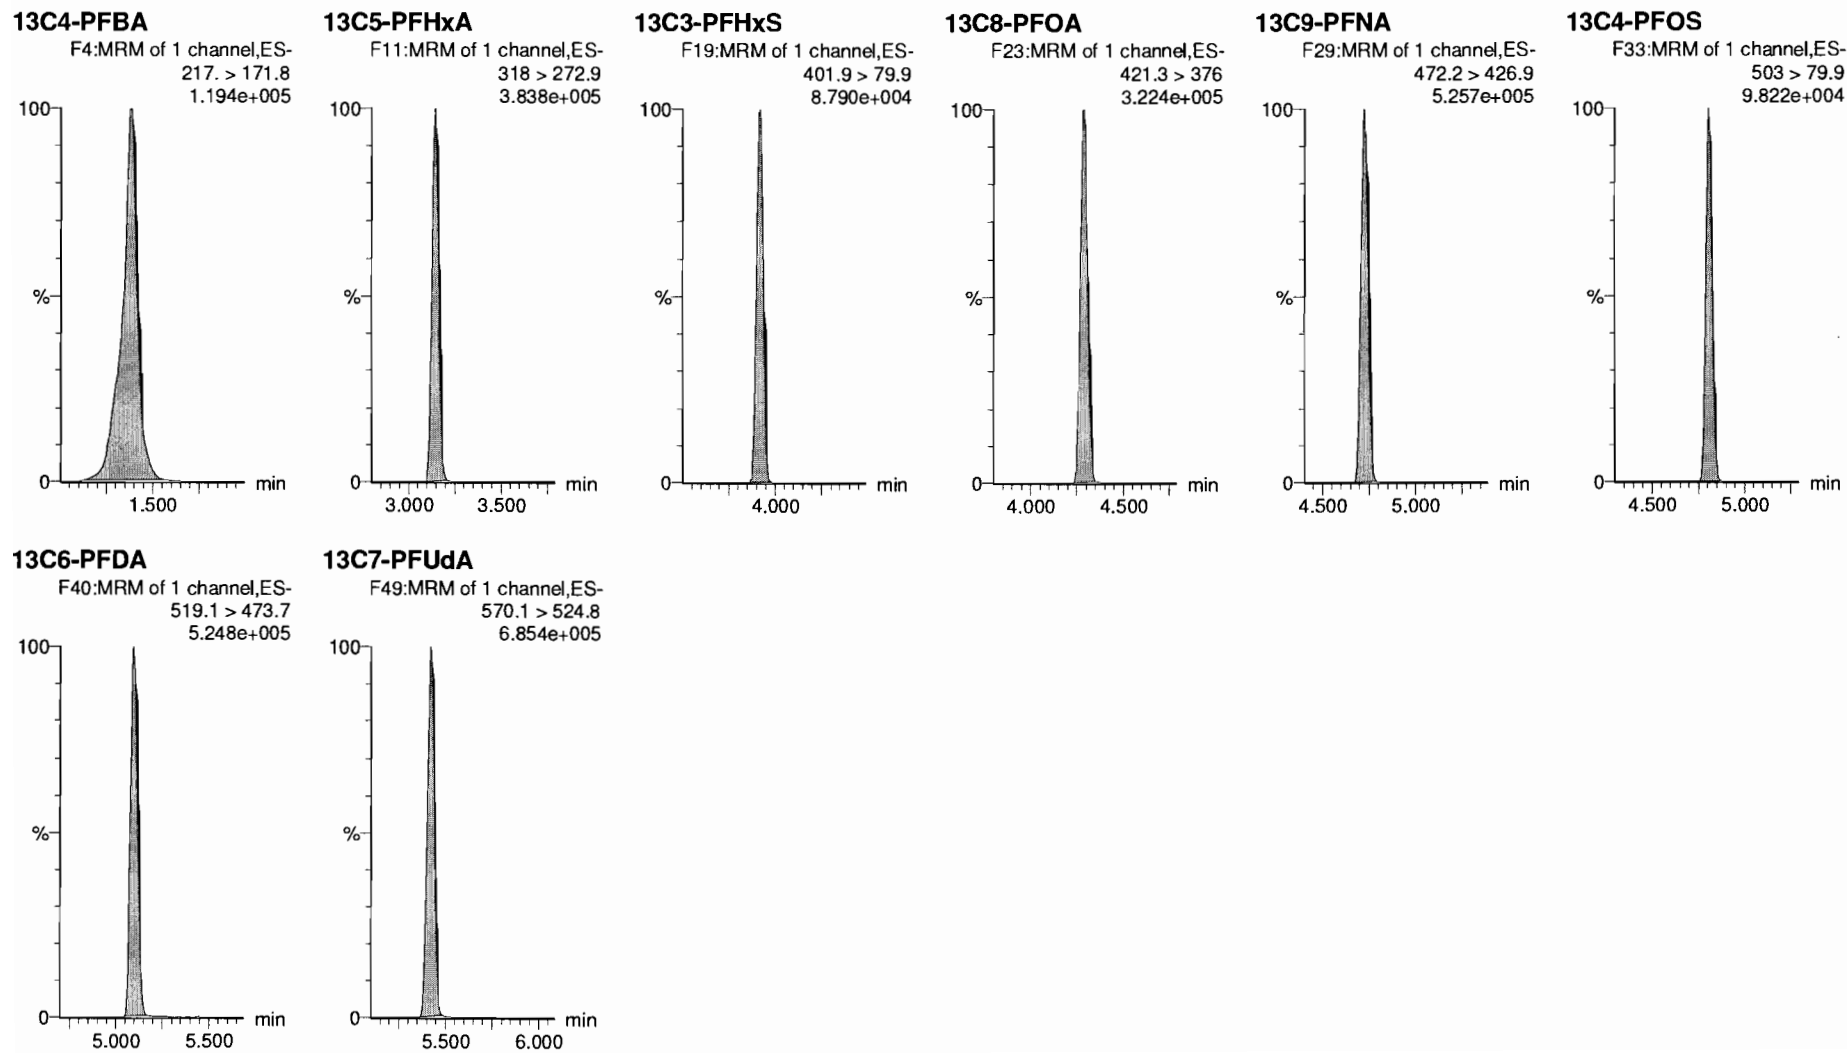 13C4-PFBA
F4:MRM of 1 channel,ES-
217. > 171.8
1.194e+005
100
%
0
min
1.500
13C5-PFHxA
F11:MRM of 1 channel,ES-
318 > 272.9
3.838e+005
100
%
0
min
3.000 3.500
13C3-PFHxS
F19:MRM of 1 channel,ES-
401.9 > 79.9
8.790e+004
100
%
0
min
4.000
13C8-PFOA
F23:MRM of 1 channel,ES-
421.3 > 376
3.224e+005
100
%
0
min
4.000 4.500
13C9-PFNA
F29:MRM of 1 channel,ES-
472.2 > 426.9
5.257e+005
100
%
0
min
4.500 5.000
13C4-PFOS
F33:MRM of 1 channel,ES-
503 > 79.9
9.822e+004
100
%
0
min
4.500 5.000
13C6-PFDA
F40:MRM of 1 channel,ES-
519.1 > 473.7
5.248e+005
100
%
0
min
5.000 5.500
13C7-PFUdA
F49:MRM of 1 channel,ES-
570.1 > 524.8
6.854e+005
100
%
0
min
5.500 6.000